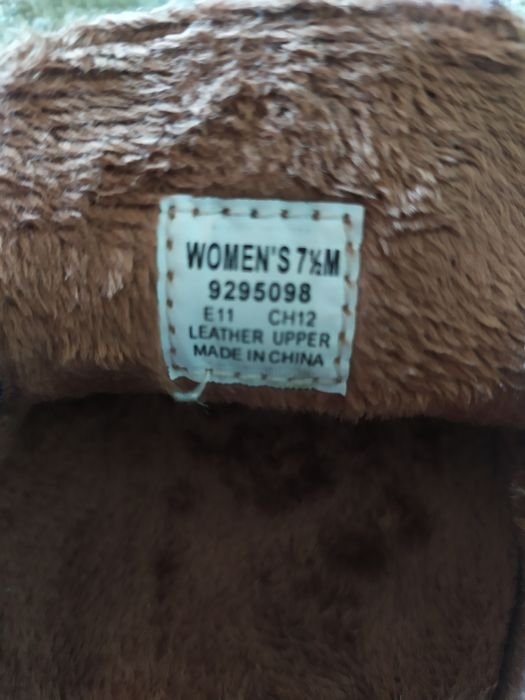 WOMEN'S 7½M
9295098
E11 CH12
LEATHER UPPER
MADE IN CHINA